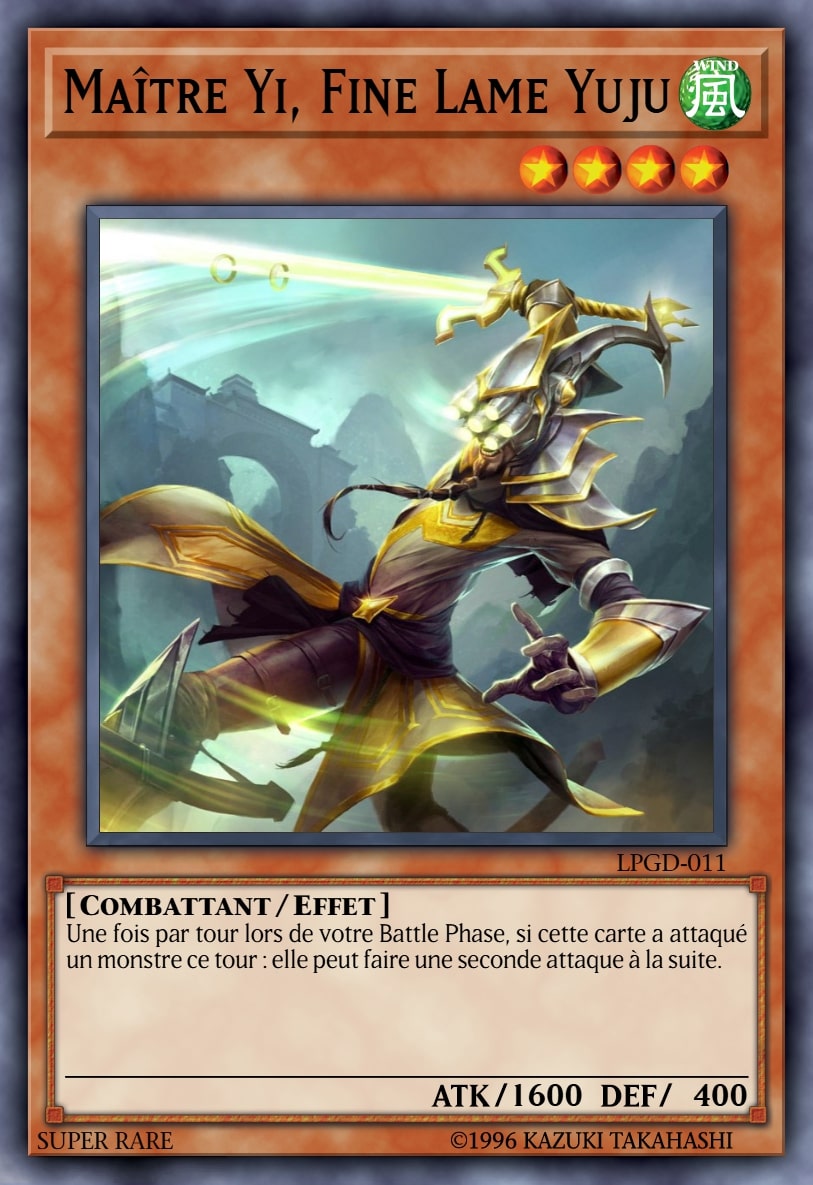 Maître Yi, Fine Lame Yuju
WIND
風
LPGD-011
[ Combattant / Effet ]
Une fois par tour lors de votre Battle Phase, si cette carte a attaqué
un monstre ce tour : elle peut faire une seconde attaque à la suite.
ATK / 1600 DEF / 400
SUPER RARE ©1996 KAZUKI TAKAHASHI